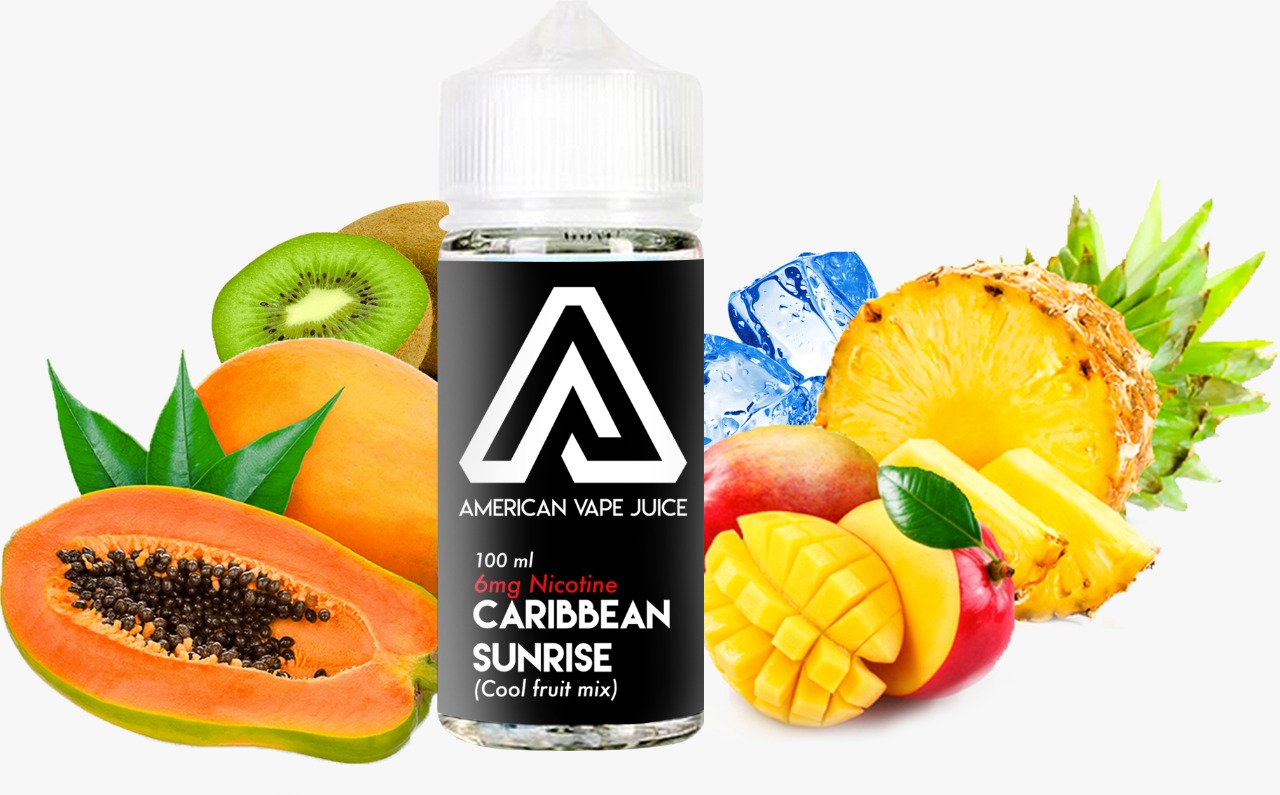 AMERICAN VAPE JUICE
100 ml
6mg Nicotine
CARIBBEAN
SUNRISE
(Cool fruit mix)